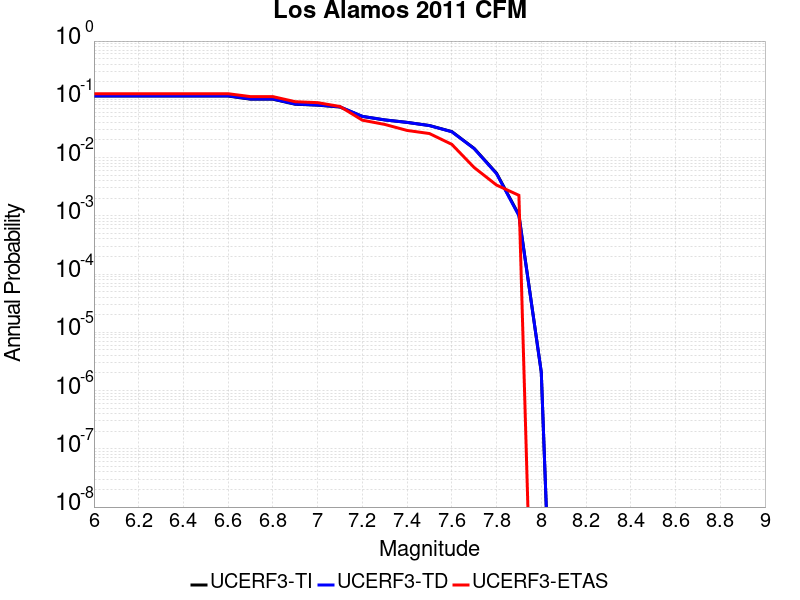 Los Alamos 2011 CFM
10^0
10^-1
10^-2
10^-3
10^-4
10^-5
10^-6
10^-7
10^-8
Annual Probability
6 6.2 6.4 6.6 6.8 7 7.2 7.4 7.6 7.8 8 8.2 8.4 8.6 8.8 9
Magnitude
UCERF3-TI UCERF3-TD UCERF3-ETAS